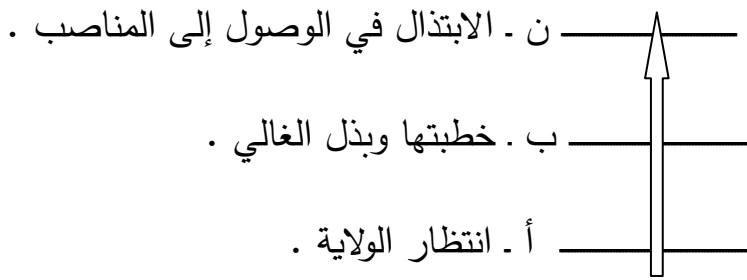 ن ـ الابتذال في الوصول إلى المناصب .
ب ـ خطبتها وبذل الغالي .
أ ـ انتظار الولاية .